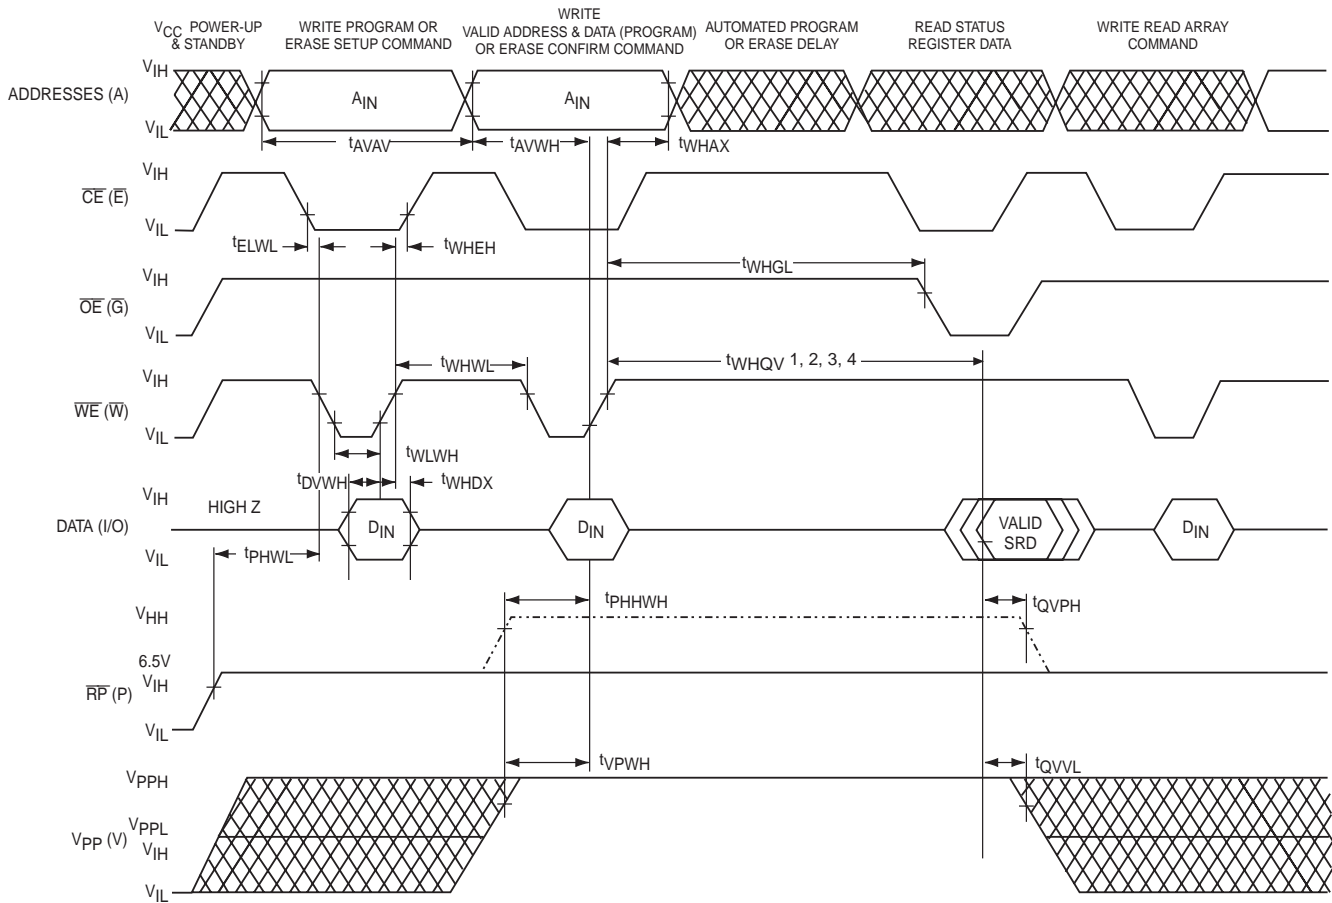 VCC POWER-UP
& STANDBY
WRITE PROGRAM OR
ERASE SETUP COMMAND
WRITE
VALID ADDRESS & DATA (PROGRAM)
OR ERASE CONFIRM COMMAND
AUTOMATED PROGRAM
OR ERASE DELAY
READ STATUS
REGISTER DATA
WRITE READ ARRAY
COMMAND
ADDRESSES (A)
VIH
VIL
AIN
AIN
tAVAV
tAVWH
tWHAX
C̅E̅ (E̅)
VIH
VIL
tELWL
tWHEH
tWHGL
O̅E̅ (G̅)
VIH
VIL
tWHWL
tWHQV 1, 2, 3, 4
W̅E̅ (W̅)
VIH
VIL
tWLWH
tDVWH
tWHDX
DATA (I/O)
VIH
VIL
HIGH Z
DIN
DIN
VALID
SRD
DIN
tPHWL
tPHHWH
tQVPH
VHH
6.5V
R̅P̅ (P)
VIH
VIL
tVPWH
tQVVL
VPP (V)
VPPH
VPPL
VIH
VIL